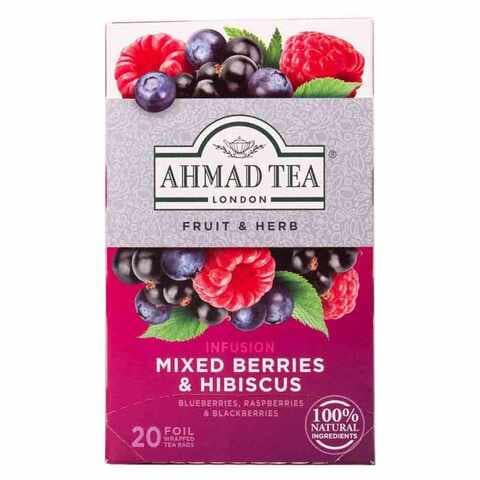 AHMAD TEA
LONDON
FRUIT & HERB
INFUSION
MIXED BERRIES
& HIBISCUS
BLUEBERRIES, RASPBERRIES
& BLACKBERRIES
20 FOIL
WRAPPED
TEA BAGS
100%
NATURAL
INGREDIENTS